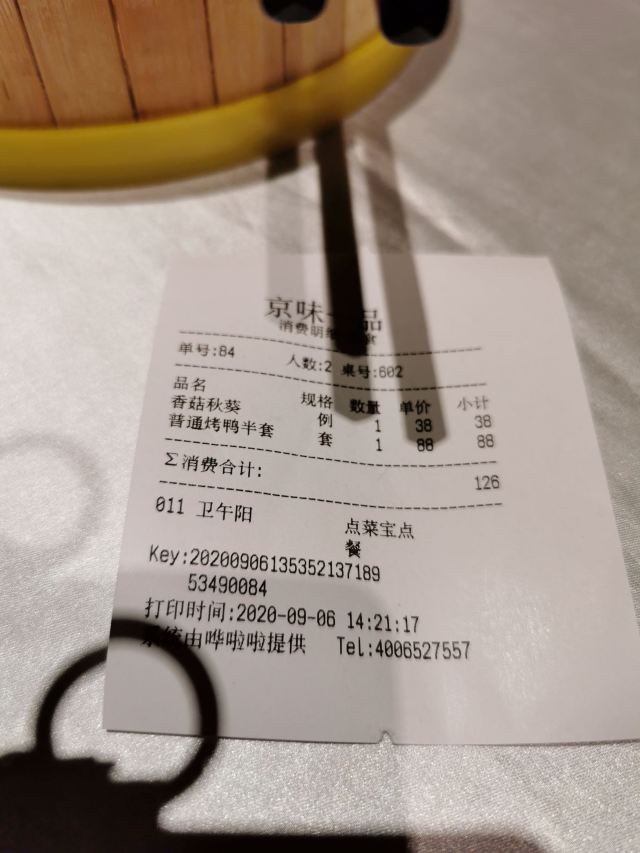 京味 品
消费明 食
单号:84 人数:2 桌号:602
品名 规格 数量 单价 小计
香菇秋葵 例 1 38 38
普通烤鸭半套 套 1 88 88
Σ消费合计: 126
011 卫午阳 点菜宝点
餐
Key:20200906135352137189
53490084
打印时间:2020-09-06 14:21:17
系统由哗啦啦提供 Tel:4006527557